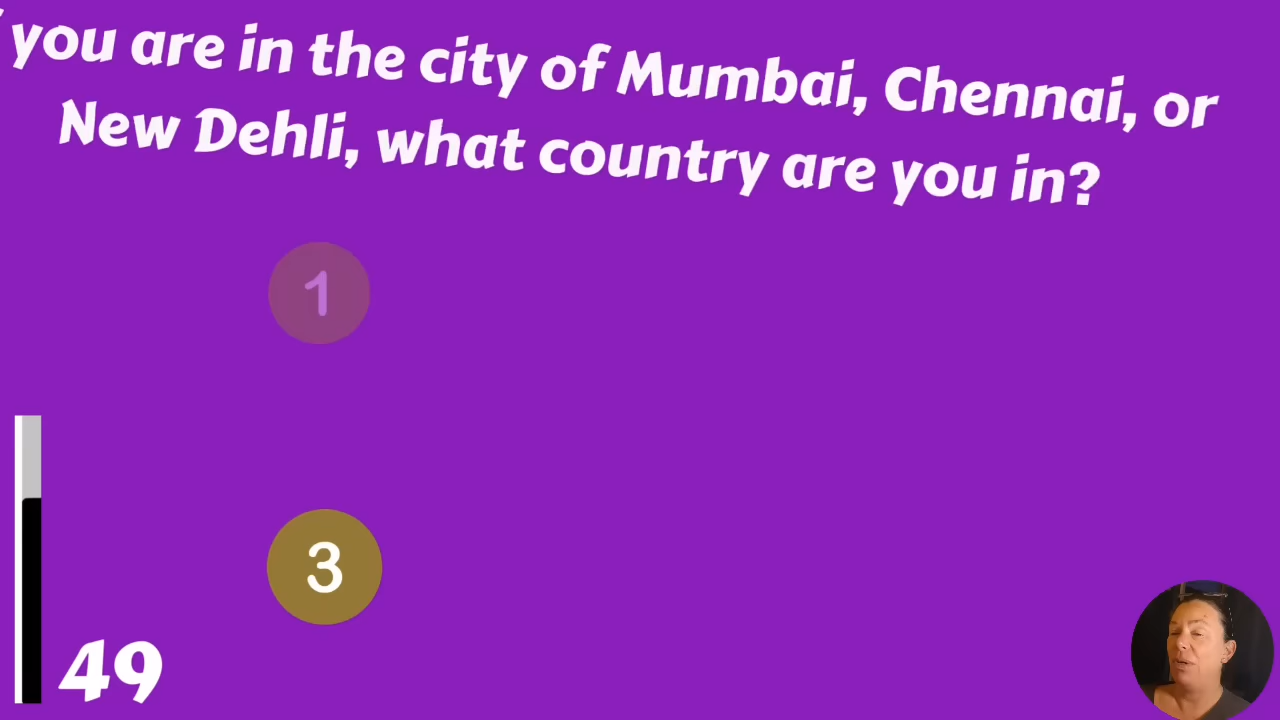 you are in the city of Mumbai, Chennai, or
New Dehli, what country are you in?
1
3
49